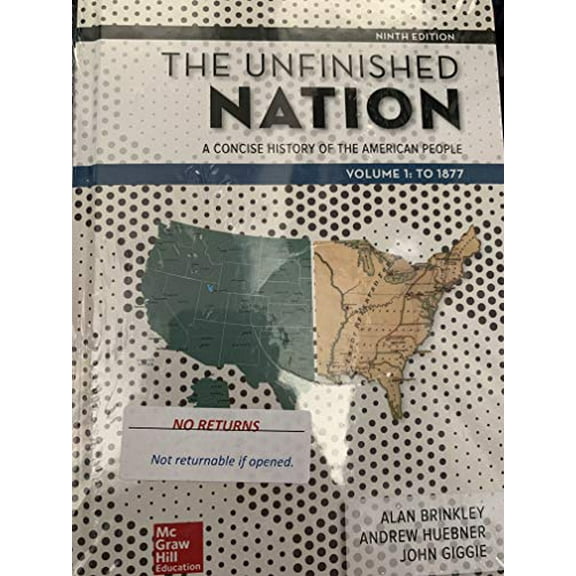 NINTH EDITION
THE UNFINISHED
NATION
A CONCISE HISTORY OF THE AMERICAN PEOPLE
VOLUME 1: TO 1877
NO RETURNS
Not returnable if opened.
ALAN BRINKLEY
ANDREW HUEBNER
JOHN GIGGIE
Mc
Graw
Hill
Education